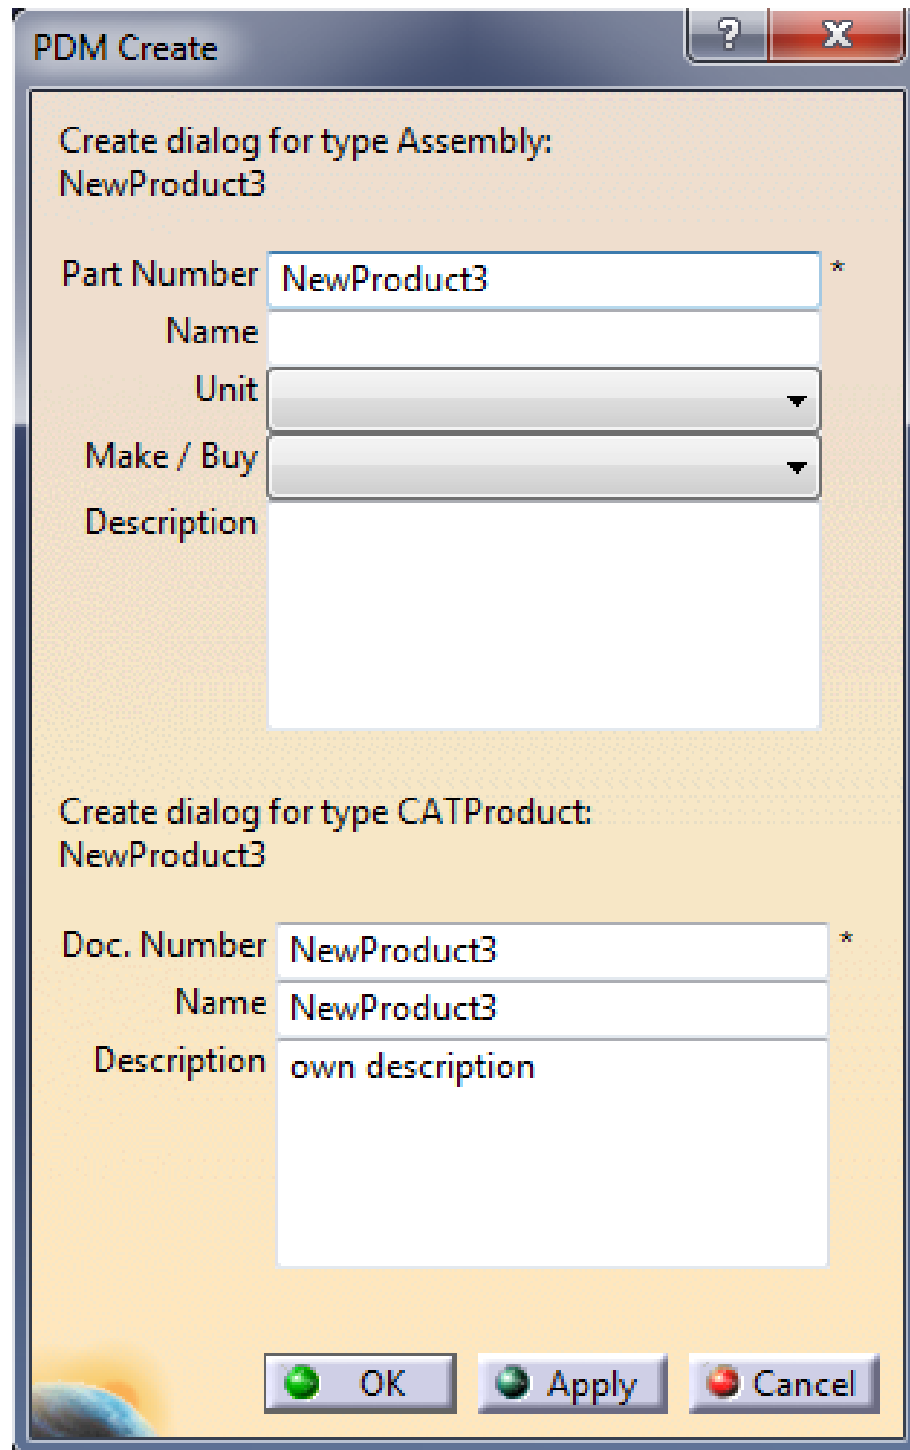 PDM Create ? X
Create dialog for type Assembly:
NewProduct3
Part Number NewProduct3 *
Name
Unit
Make / Buy
Description
Create dialog for type CATProduct:
NewProduct3
Doc. Number NewProduct3 *
Name NewProduct3
Description own description
OK Apply Cancel